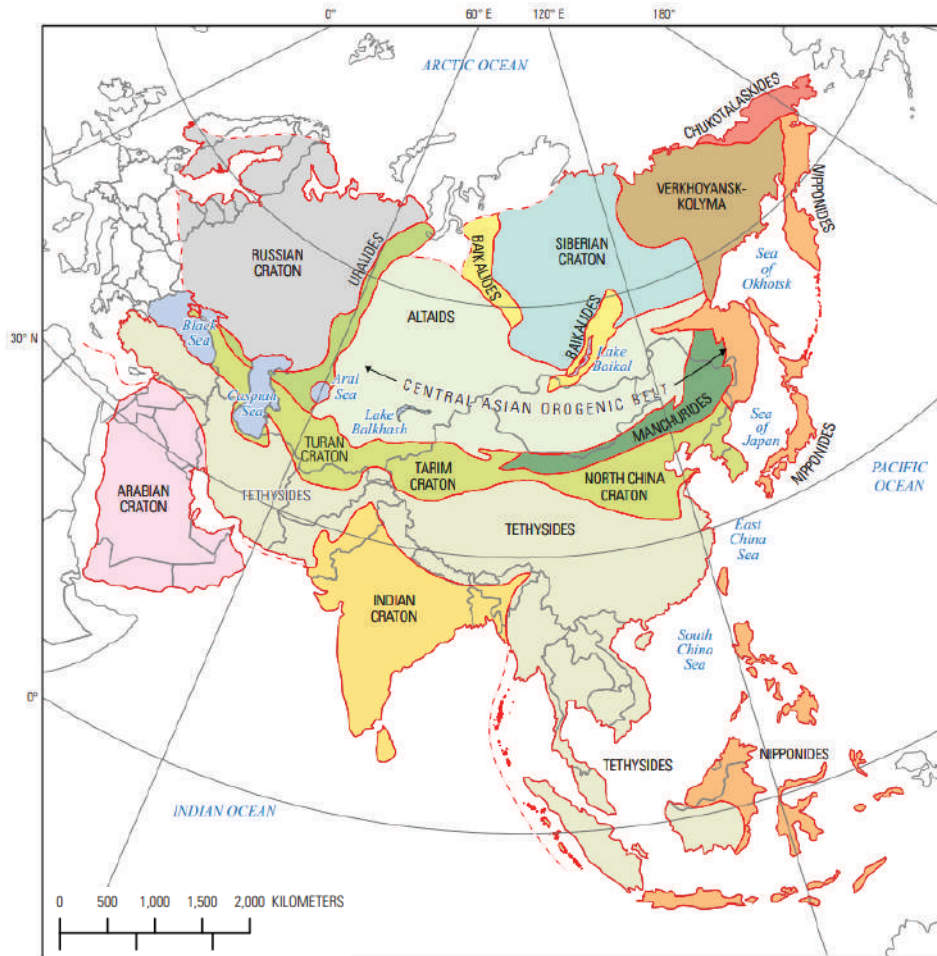 0°
60° E
120° E
180°
ARCTIC OCEAN
CHUKOTALASKIDES
NIPPONIDES
VERKHOYANSK-
KOLYMA
RUSSIAN
CRATON
URALIDES
BAIKALIDES
SIBERIAN
CRATON
Sea
of
Okhotsk
ALTAIDS
BAIKALIDES
Black
Sea
30° N
Lake
Baikal
Caspian
Sea
Aral
Sea
CENTRAL ASIAN OROGENIC BELT
Lake
Balkhash
MANCHURIDES
Sea
of
Japan
NIPPONIDES
TURAN
CRATON
TARIM
CRATON
NORTH CHINA
CRATON
PACIFIC
OCEAN
ARABIAN
CRATON
TETHYSIDES
TETHYSIDES
East
China
Sea
INDIAN
CRATON
South
China
Sea
0°
TETHYSIDES
NIPPONIDES
INDIAN OCEAN
0 500 1,000 1,500 2,000 KILOMETERS